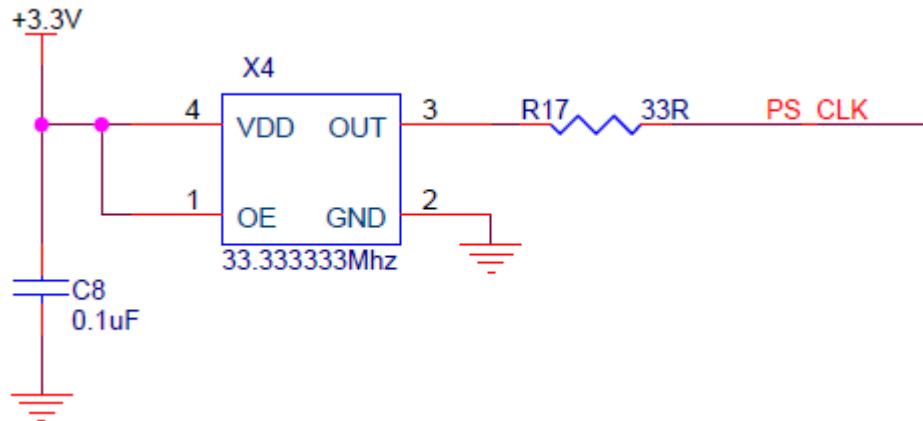 +3.3V
X4
4 VDD OUT 3 R17 33R PS_CLK
1 OE GND 2
33.333333Mhz
C8
0.1uF